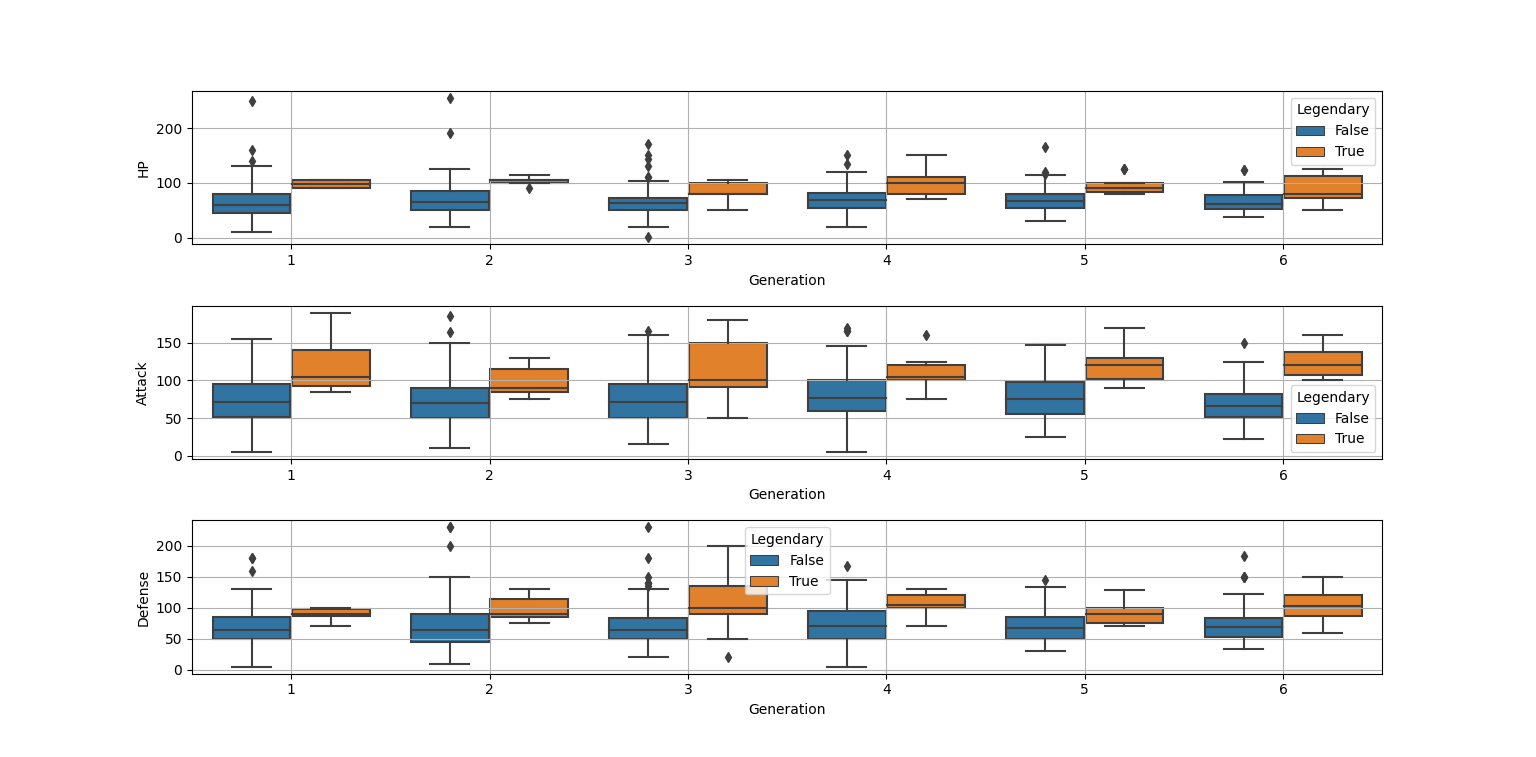 HP
200
100
0
Legendary
False
True
1 2 3 4 5 6
Generation
Attack
150
100
50
0
Legendary
False
True
1 2 3 4 5 6
Generation
Defense
200
150
100
50
0
Legendary
False
True
1 2 3 4 5 6
Generation